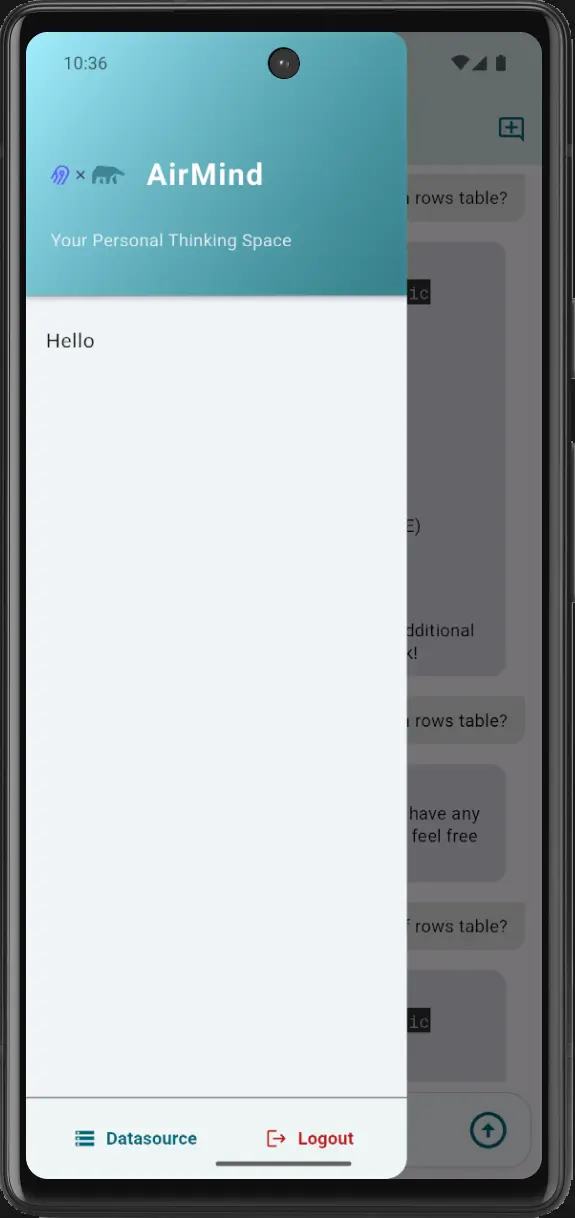 10:36
× AirMind
Your Personal Thinking Space
Hello
rows table?
ic
E)
dditional
k!
rows table?
have any
feel free
f rows table?
ic
Datasource
Logout